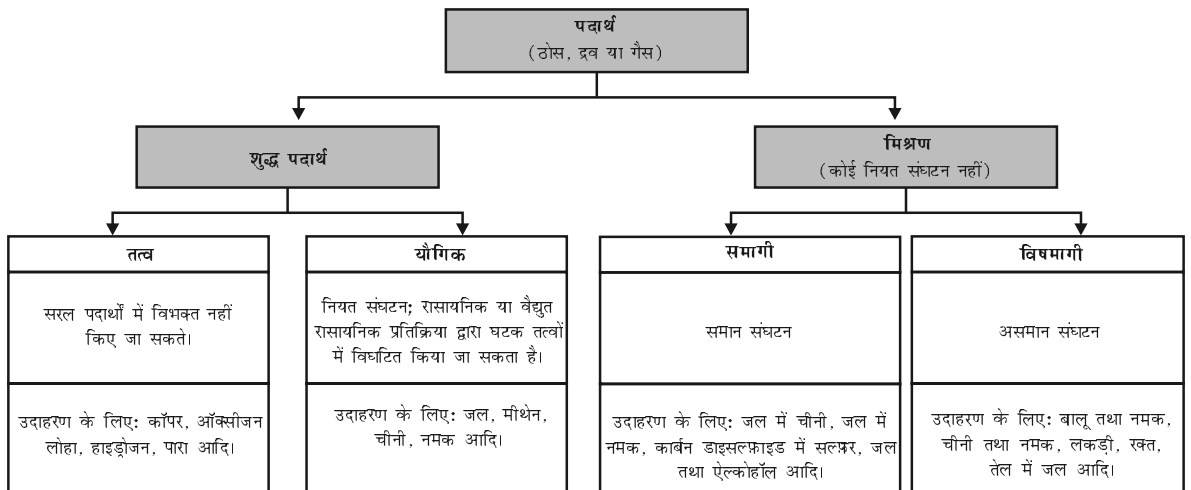 पदार्थ
(ठोस, द्रव या गैस)
शुद्ध पदार्थ
मिश्रण
(कोई नियत संघटन नहीं)
तत्व
सरल पदार्थों में विभक्त नहीं
किए जा सकते।
उदाहरण के लिए: कॉपर, ऑक्सीजन
लोहा, हाइड्रोजन, पारा आदि।
यौगिक
नियत संघटन; रासायनिक या वैद्युत
रासायनिक प्रतिक्रिया द्वारा घटक तत्वों
में विघटित किया जा सकता है।
उदाहरण के लिए: जल, मीथेन,
चीनी, नमक आदि।
समागी
समान संघटन
उदाहरण के लिए: जल में चीनी, जल में
नमक, कार्बन डाइसल्फ़ाइड में सल्फ़र, जल
तथा ऐल्कोहॉल आदि।
विषमागी
असमान संघटन
उदाहरण के लिए: बालू तथा नमक,
चीनी तथा नमक, लकड़ी, रक्त,
तेल में जल आदि।